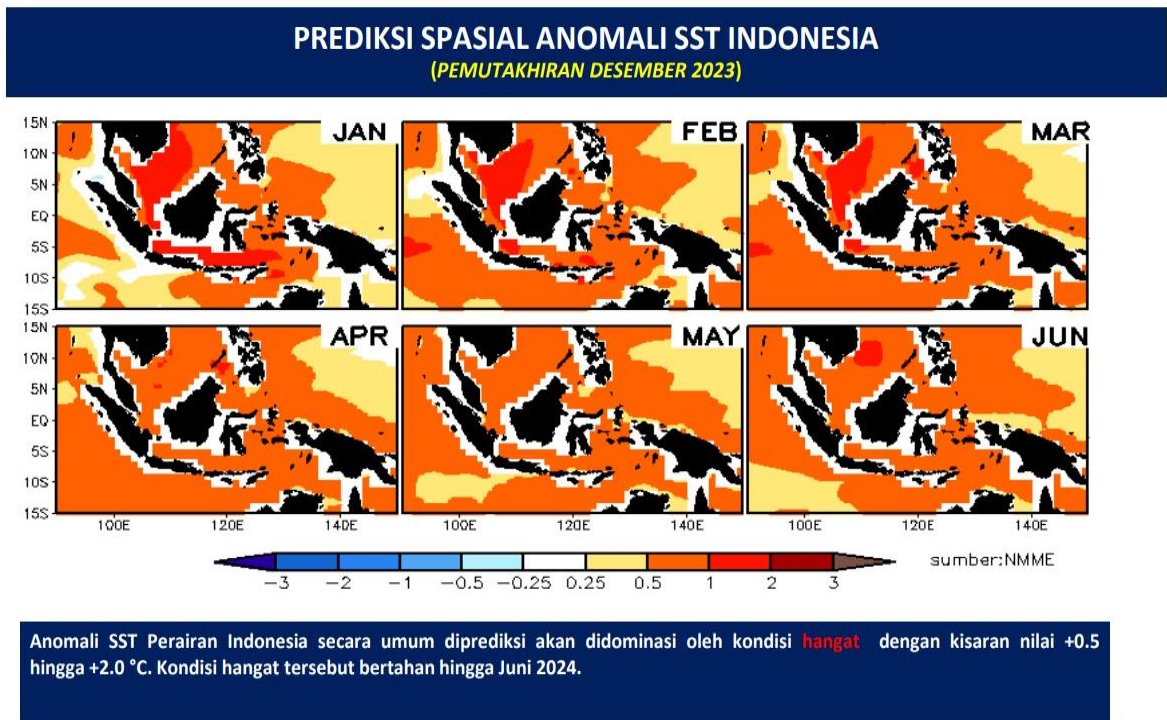 PREDIKSI SPASIAL ANOMALI SST INDONESIA
(PEMUTAKHIRAN DESEMBER 2023)
15N
10N
5N
EQ
5S
10S
15S
JAN
FEB
MAR
15N
10N
5N
EQ
5S
10S
15S
APR
MAY
JUN
100E 120E 140E
100E 120E 140E
100E 120E 140E
−3 −2 −1 −0.5 −0.25 0.25 0.5 1 2 3
sumber:NMME
Anomali SST Perairan Indonesia secara umum diprediksi akan didominasi oleh kondisi hangat dengan kisaran nilai +0.5
hingga +2.0 °C. Kondisi hangat tersebut bertahan hingga Juni 2024.